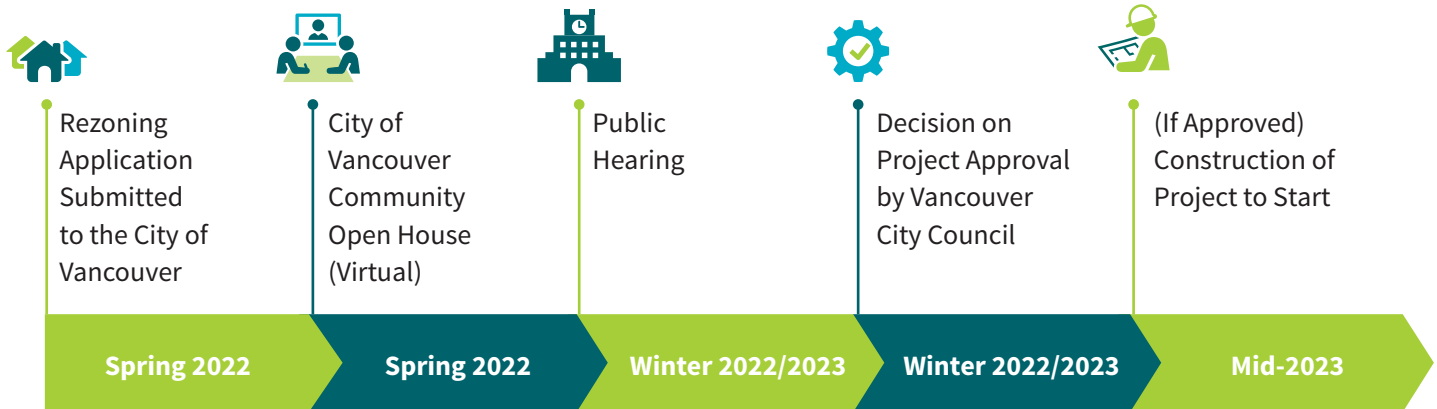 Rezoning
Application
Submitted
to the City of
Vancouver
City of
Vancouver
Community
Open House
(Virtual)
Public
Hearing
Decision on
Project Approval
by Vancouver
City Council
(If Approved)
Construction of
Project to Start
Spring 2022
Spring 2022
Winter 2022/2023
Winter 2022/2023
Mid-2023